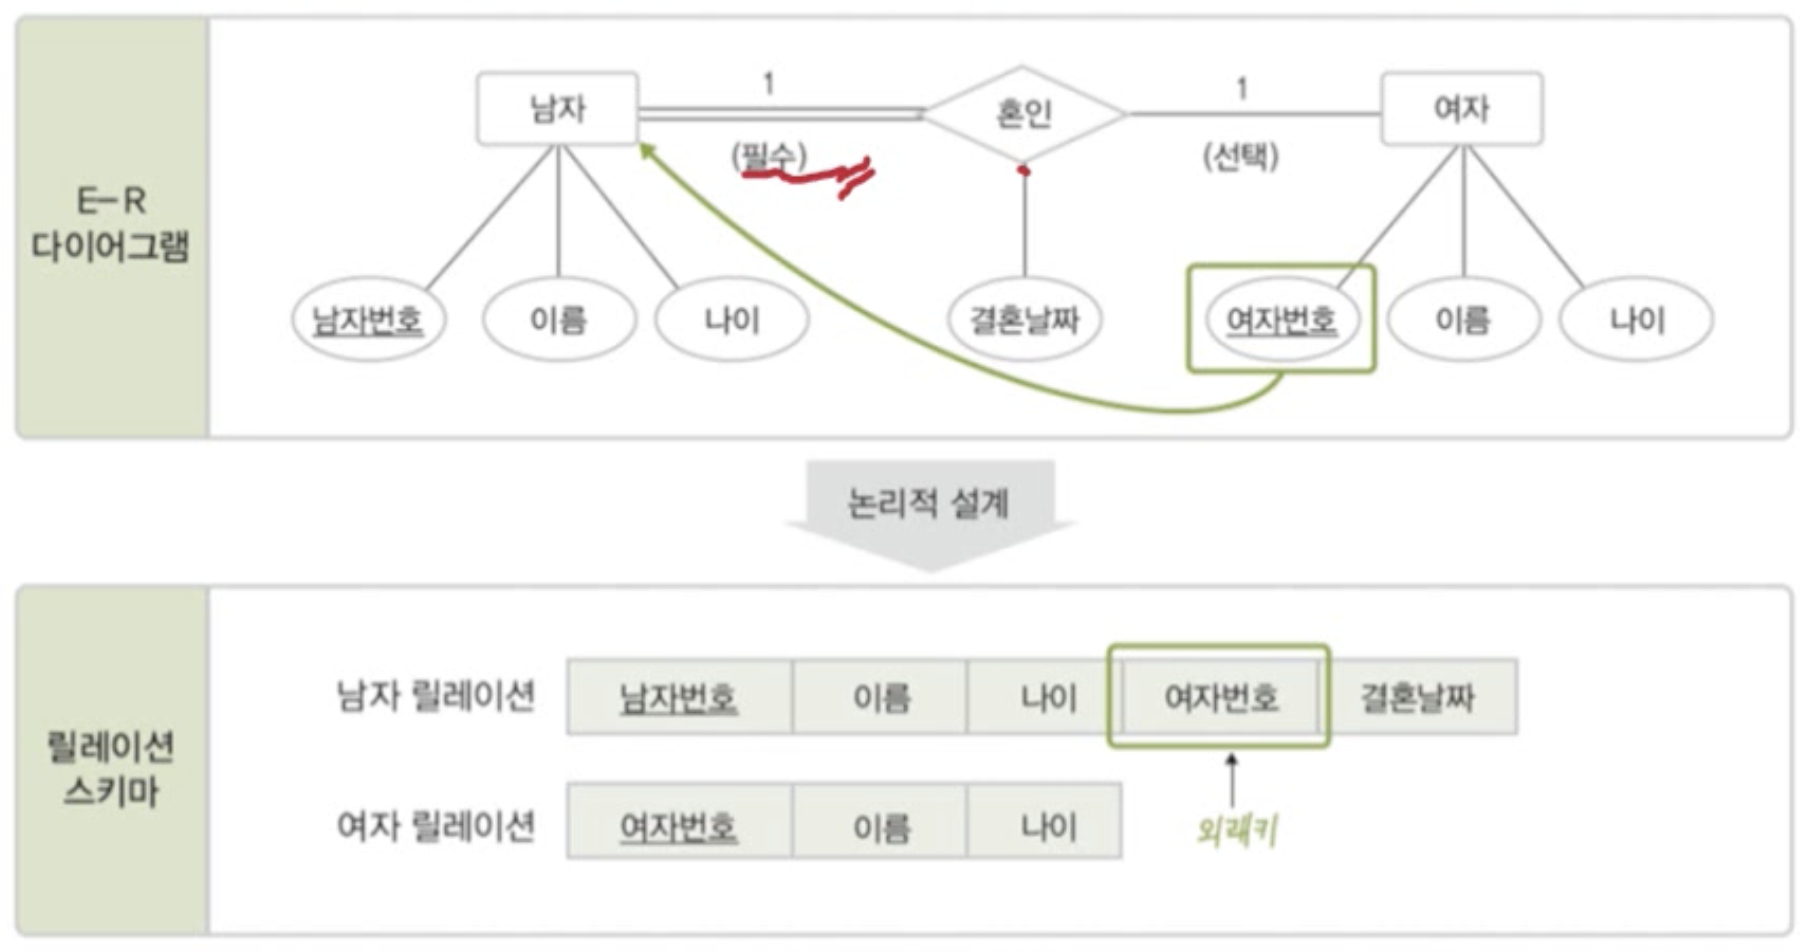 E-R
다이어그램
남자
1
(필수)
혼인
1
(선택)
여자
남자번호
이름
나이
결혼날짜
여자번호
이름
나이
논리적 설계
릴레이션
스키마
남자 릴레이션
남자번호
이름
나이
여자번호
결혼날짜
여자 릴레이션
여자번호
이름
나이
외래키